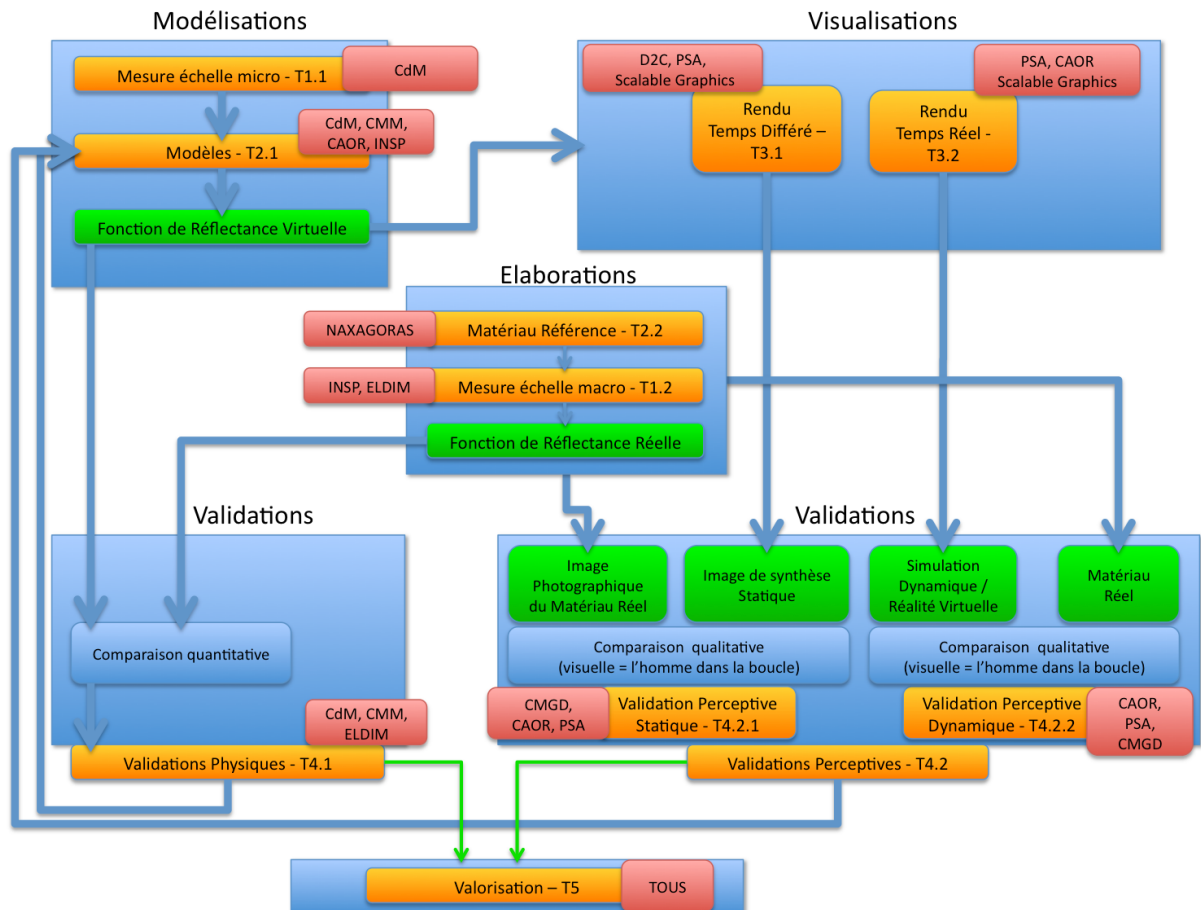 Modélisations
Mesure échelle micro - T1.1
CdM
CdM, CMM,
CAOR, INSP
Modèles - T2.1
Fonction de Réflectance Virtuelle
Visualisations
D2C, PSA,
Scalable Graphics
PSA, CAOR
Scalable Graphics
Rendu
Temps Différé –
T3.1
Rendu
Temps Réel -
T3.2
Elaborations
NAXAGORAS
Matériau Référence - T2.2
INSP, ELDIM
Mesure échelle macro - T1.2
Fonction de Réflectance Réelle
Validations
Comparaison quantitative
CdM, CMM,
ELDIM
Validations Physiques - T4.1
Validations
Image
Photographique
du Matériau Réel
Image de synthèse
Statique
Simulation
Dynamique /
Réalité Virtuelle
Matériau
Réel
Comparaison qualitative
(visuelle = l’homme dans la boucle)
Comparaison qualitative
(visuelle = l’homme dans la boucle)
CMGD,
CAOR, PSA
Validation Perceptive
Statique - T4.2.1
Validation Perceptive
Dynamique - T4.2.2
CAOR,
PSA,
CMGD
Validations Perceptives - T4.2
Valorisation – T5
TOUS